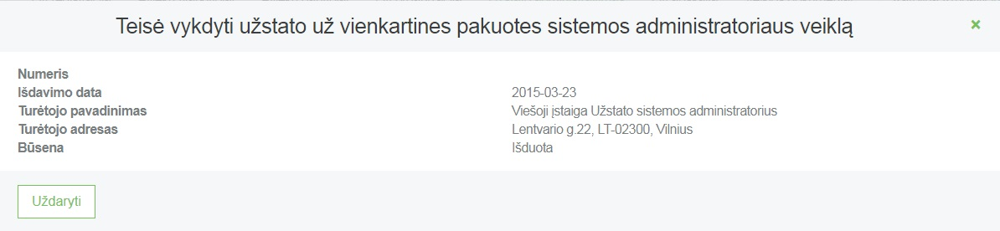 Teisė vykdyti užstato už vienkartines pakuotes sistemos administratoriaus veiklą ×
Numeris
Išdavimo data 2015-03-23
Turėtojo pavadinimas Viešoji įstaiga Užstato sistemos administratorius
Turėtojo adresas Lentvario g.22, LT-02300, Vilnius
Būsena Išduota
Uždaryti